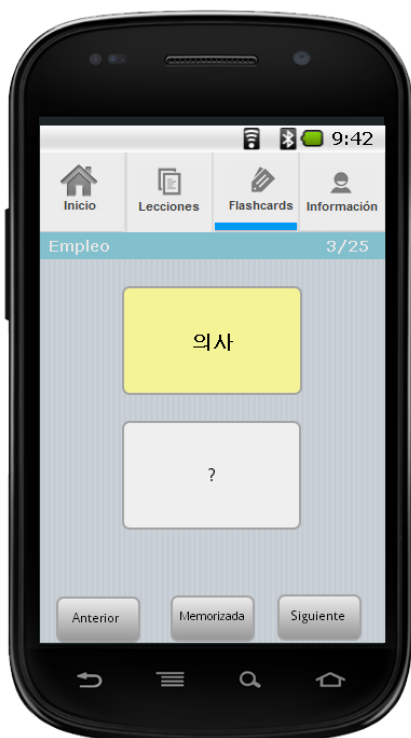 9:42
Inicio
Lecciones
Flashcards
Información
Empleo 3/25
의사
?
Anterior
Memorizada
Siguiente